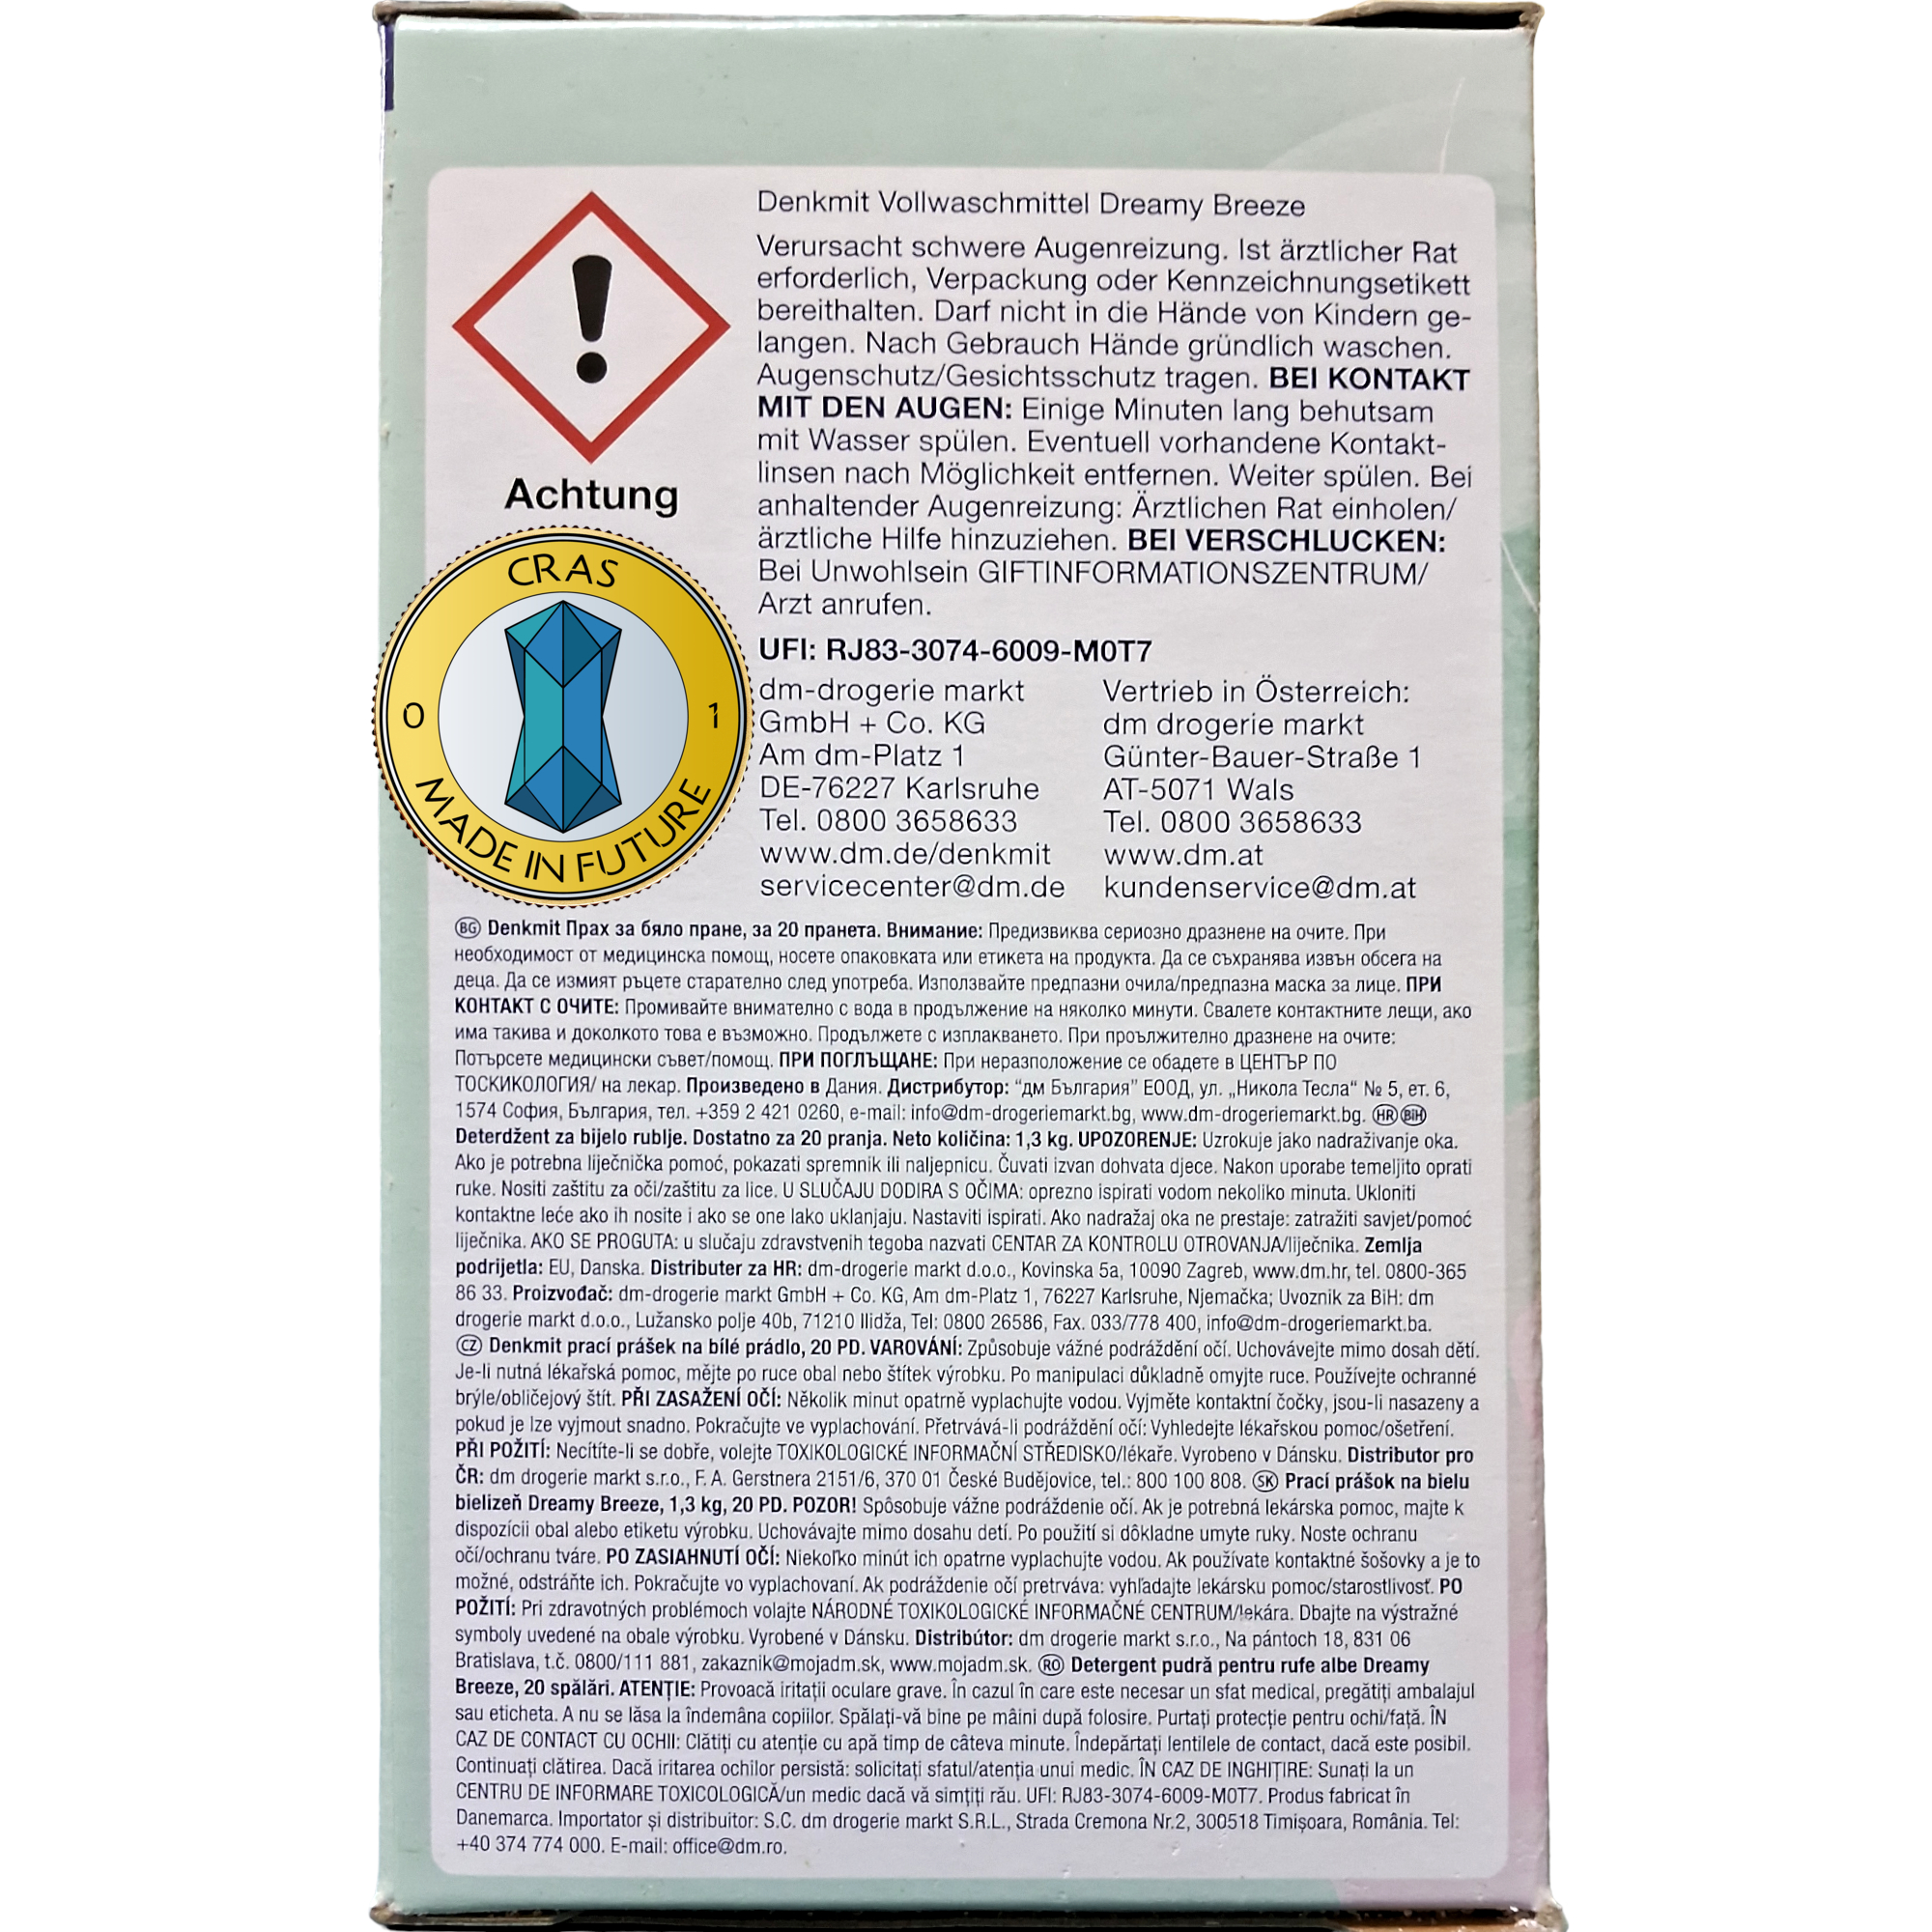 Denkmit Vollwaschmittel Dreamy Breeze
Verursacht schwere Augenreizung. Ist ärztlicher Rat
erforderlich, Verpackung oder Kennzeichnungsetikett
bereithalten. Darf nicht in die Hände von Kindern ge-
langen. Nach Gebrauch Hände gründlich waschen.
Augenschutz/Gesichtsschutz tragen. BEI KONTAKT
MIT DEN AUGEN: Einige Minuten lang behutsam
mit Wasser spülen. Eventuell vorhandene Kontakt-
linsen nach Möglichkeit entfernen. Weiter spülen. Bei
anhaltender Augenreizung: Ärztlichen Rat einholen/
ärztliche Hilfe hinzuziehen. BEI VERSCHLUCKEN:
Bei Unwohlsein GIFTINFORMATIONSZENTRUM/
Arzt anrufen.
Achtung
CRAS
0 1
MADE IN FUTURE
UFI: RJ83-3074-6009-M0T7
dm-drogerie markt
GmbH + Co. KG
Am dm-Platz 1
DE-76227 Karlsruhe
Tel. 0800 3658633
www.dm.de/denkmit
servicecenter@dm.de
Vertrieb in Österreich:
dm drogerie markt
Günter-Bauer-Straße 1
AT-5071 Wals
Tel. 0800 3658633
www.dm.at
kundenservice@dm.at
BG Denkmit Прах за бяло пране, за 20 пранета. Внимание: Предизвиква сериозно дразнене на очите. При
необходимост от медицинска помощ, носете опаковката или етикета на продукта. Да се съхранява извън обсега на
деца. Да се измият ръцете старателно след употреба. Използвайте предпазни очила/предпазна маска за лице. ПРИ
КОНТАКТ С ОЧИТЕ: Промивайте внимателно с вода в продължение на няколко минути. Свалете контактните лещи, ако
има такива и доколкото това е възможно. Продължете с изплакването. При проължително дразнене на очите:
Потърсете медицински съвет/помощ. ПРИ ПОГЛЪЩАНЕ: При неразположение се обадете в ЦЕНТЪР ПО
ТОСКИКОЛОГИЯ/ на лекар. Произведено в Дания. Дистрибутор: "дм България" ЕООД, ул. „Никола Тесла“ № 5, ет. 6,
1574 София, България, тел. +359 2 421 0260, e-mail: info@dm-drogeriemarkt.bg, www.dm-drogeriemarkt.bg. HR BiH
Deterdžent za bijelo rublje. Dostatno za 20 pranja. Neto količina: 1,3 kg. UPOZORENJE: Uzrokuje jako nadraživanje oka.
Ako je potrebna liječnička pomoć, pokazati spremnik ili naljepnicu. Čuvati izvan dohvata djece. Nakon uporabe temeljito oprati
ruke. Nositi zaštitu za oči/zaštitu za lice. U SLUČAJU DODIRA S OČIMA: oprezno ispirati vodom nekoliko minuta. Ukloniti
kontaktne leće ako ih nosite i ako se one lako uklanjaju. Nastaviti ispirati. Ako nadražaj oka ne prestaje: zatražiti savjet/pomoć
liječnika. AKO SE PROGUTA: u slučaju zdravstvenih tegoba nazvati CENTAR ZA KONTROLU OTROVANJA/liječnika. Zemlja
podrijetla: EU, Danska. Distributer za HR: dm-drogerie markt d.o.o., Kovinska 5a, 10090 Zagreb, www.dm.hr, tel. 0800-365
86 33. Proizvođač: dm-drogerie markt GmbH + Co. KG, Am dm-Platz 1, 76227 Karlsruhe, Njemačka; Uvoznik za BiH: dm
drogerie markt d.o.o., Lužansko polje 40b, 71210 Ilidža, Tel: 0800 26586, Fax. 033/778 400, info@dm-drogeriemarkt.ba.
CZ Denkmit prací prášek na bílé prádlo, 20 PD. VAROVÁNÍ: Způsobuje vážné podráždění očí. Uchovávejte mimo dosah dětí.
Je-li nutná lékařská pomoc, mějte po ruce obal nebo štítek výrobku. Po manipulaci důkladně omyjte ruce. Používejte ochranné
brýle/obličejový štít. PŘI ZASAŽENÍ OČÍ: Několik minut opatrně vyplachujte vodou. Vyjměte kontaktní čočky, jsou-li nasazeny a
pokud je lze vyjmout snadno. Pokračujte ve vyplachování. Přetrvává-li podráždění očí: Vyhledejte lékařskou pomoc/ošetření.
PŘI POŽITÍ: Necítíte-li se dobře, volejte TOXIKOLOGICKÉ INFORMAČNÍ STŘEDISKO/lékaře. Vyrobeno v Dánsku. Distributor pro
ČR: dm drogerie markt s.r.o., F. A. Gerstnera 2151/6, 370 01 České Budějovice, tel.: 800 100 808. SK Prací prášok na bielu
bielizeň Dreamy Breeze, 1,3 kg, 20 PD. POZOR! Spôsobuje vážne podráždenie očí. Ak je potrebná lekárska pomoc, majte k
dispozícii obal alebo etiketu výrobku. Uchovávajte mimo dosahu detí. Po použití si dôkladne umyte ruky. Noste ochranu
očí/ochranu tváre. PO ZASIAHNUTÍ OČÍ: Niekoľko minút ich opatrne vyplachujte vodou. Ak používate kontaktné šošovky a je to
možné, odstráňte ich. Pokračujte vo vyplachovaní. Ak podráždenie očí pretrváva: vyhľadajte lekársku pomoc/starostlivosť. PO
POŽITÍ: Pri zdravotných problémoch volajte NÁRODNÉ TOXIKOLOGICKÉ INFORMAČNÉ CENTRUM/lekára. Dbajte na výstražné
symboly uvedené na obale výrobku. Vyrobené v Dánsku. Distribútor: dm drogerie markt s.r.o., Na pántoch 18, 831 06
Bratislava, t.č. 0800/111 881, zakaznik@mojadm.sk, www.mojadm.sk. RO Detergent pudră pentru rufe albe Dreamy
Breeze, 20 spălări. ATENȚIE: Provoacă iritații oculare grave. În cazul în care este necesar un sfat medical, pregătiți ambalajul
sau eticheta. A nu se lăsa la îndemâna copiilor. Spălați-vă bine pe mâini după folosire. Purtați protecție pentru ochi/față. ÎN
CAZ DE CONTACT CU OCHII: Clătiți cu atenție cu apă timp de câteva minute. Îndepărtați lentilele de contact, dacă este posibil.
Continuați clătirea. Dacă iritarea ochilor persistă: solicitați sfatul/atenția unui medic. ÎN CAZ DE INGHIȚIRE: Sunați la un
CENTRU DE INFORMARE TOXICOLOGICĂ/un medic dacă vă simțiți rău. UFI: RJ83-3074-6009-M0T7. Produs fabricat în
Danemarca. Importator și distribuitor: S.C. dm drogerie markt S.R.L., Strada Cremona Nr.2, 300518 Timișoara, România. Tel:
+40 374 774 000. E-mail: office@dm.ro.